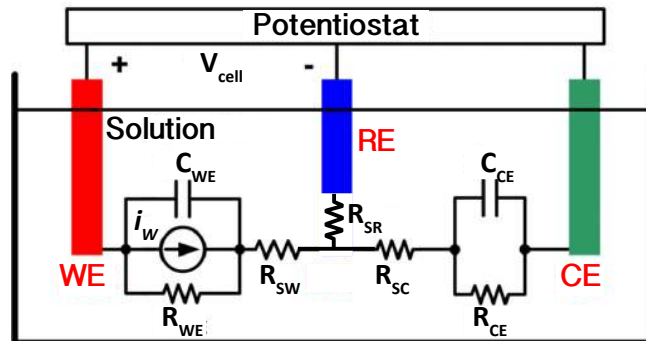 Potentiostat
+ V_cell -
Solution
RE
C_WE
C_CE
i_w
R_SR
WE
R_SW
R_SC
CE
R_WE
R_CE